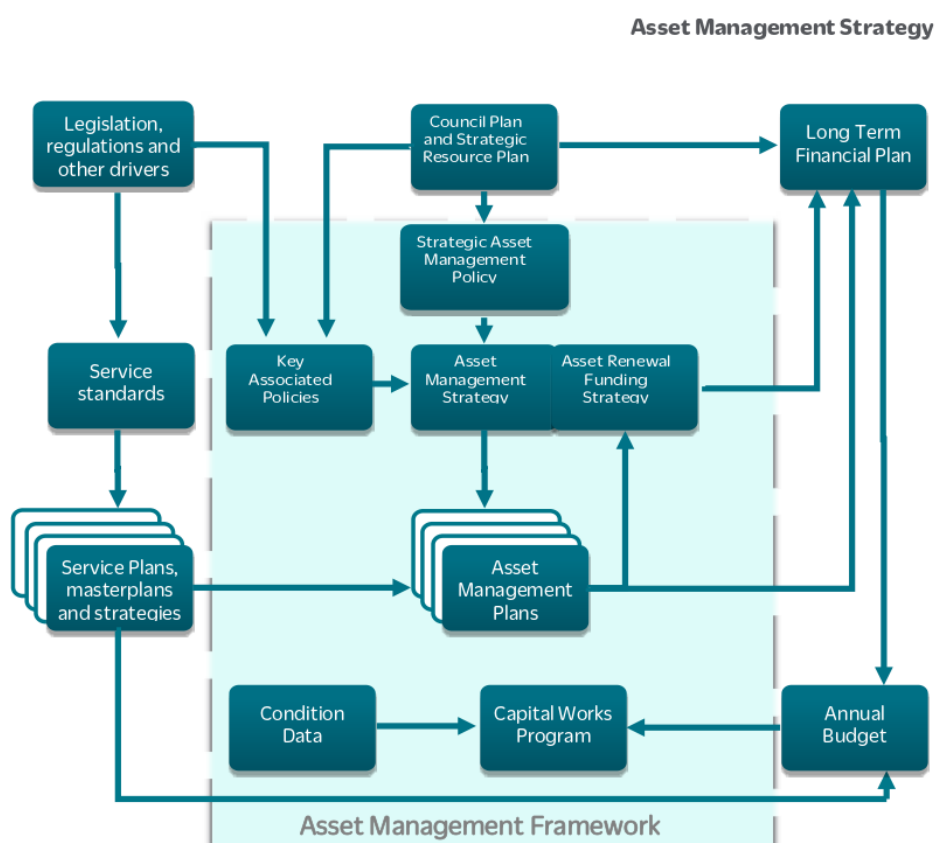 Asset Management Strategy
Legislation,
regulations and
other drivers
Council Plan
and Strategic
Resource Plan
Long Term
Financial Plan
Strategic Asset
Management
Policy
Service
standards
Key
Associated
Policies
Asset
Management
Strategy
Asset Renewal
Funding
Strategy
Service Plans,
masterplans
and strategies
Asset
Management
Plans
Condition
Data
Capital Works
Program
Annual
Budget
Asset Management Framework